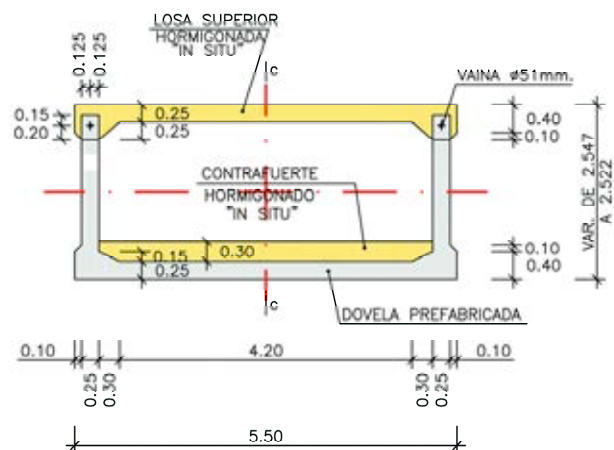 LOSA SUPERIOR
HORMIGONADA
"IN SITU"
c
0.125
0.125
VAINA ø51mm.
0.15
0.20
0.25
0.25
0.40
0.10
CONTRAFUERTE
HORMIGONADO
"IN SITU"
VAR. DE 2.547
A 2.522
0.15
0.25
0.30
0.10
0.40
c
DOVELA PREFABRICADA
0.10
0.25
0.30
4.20
0.30
0.25
0.10
5.50